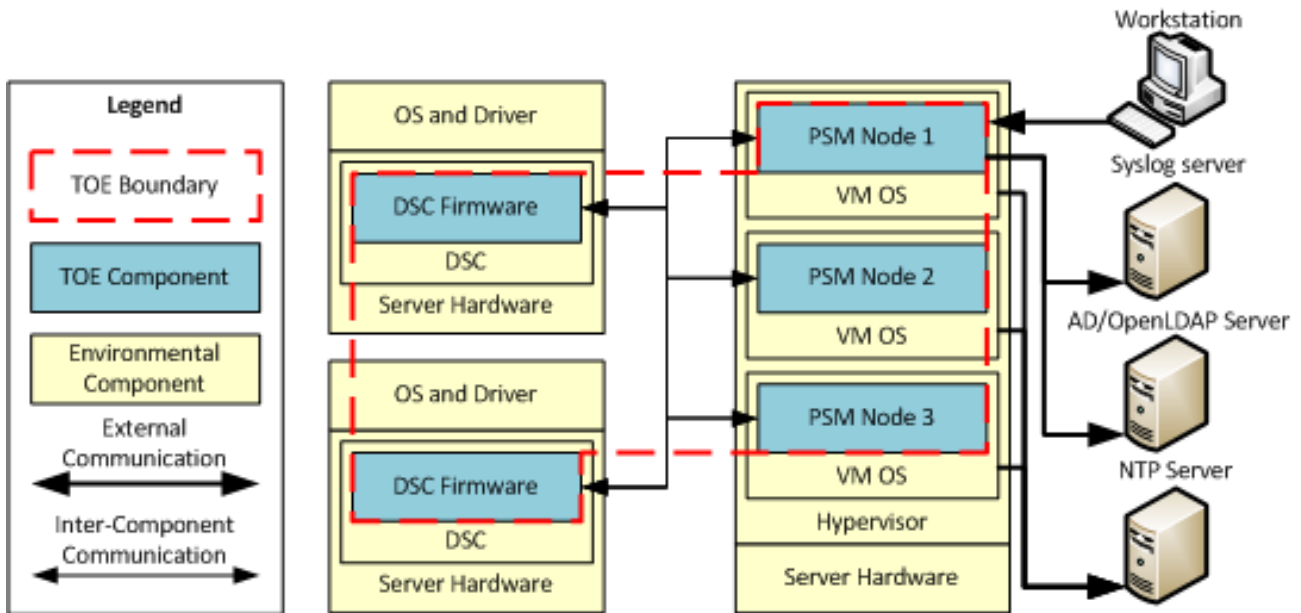 Legend
TOE Boundary
TOE Component
Environmental
Component
External
Communication
Inter-Component
Communication
OS and Driver
DSC Firmware
DSC
Server Hardware
OS and Driver
DSC Firmware
DSC
Server Hardware
PSM Node 1
VM OS
PSM Node 2
VM OS
PSM Node 3
VM OS
Hypervisor
Server Hardware
Workstation
Syslog server
AD/OpenLDAP Server
NTP Server